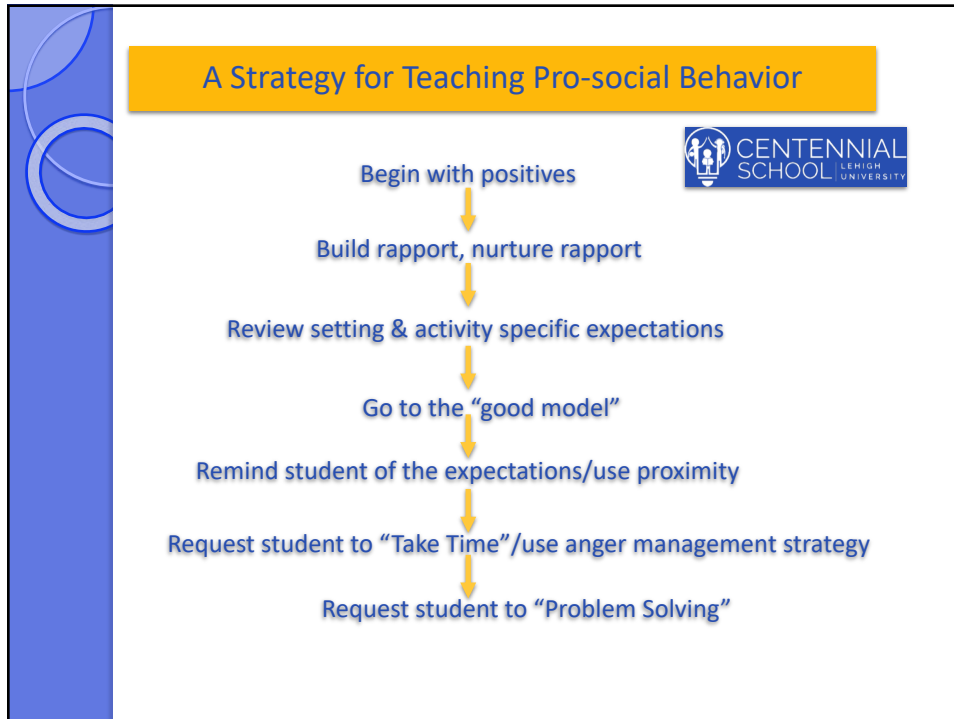 A Strategy for Teaching Pro-social Behavior
CENTENNIAL
SCHOOL LEHIGH
UNIVERSITY
Begin with positives
Build rapport, nurture rapport
Review setting & activity specific expectations
Go to the “good model”
Remind student of the expectations/use proximity
Request student to “Take Time”/use anger management strategy
Request student to “Problem Solving”